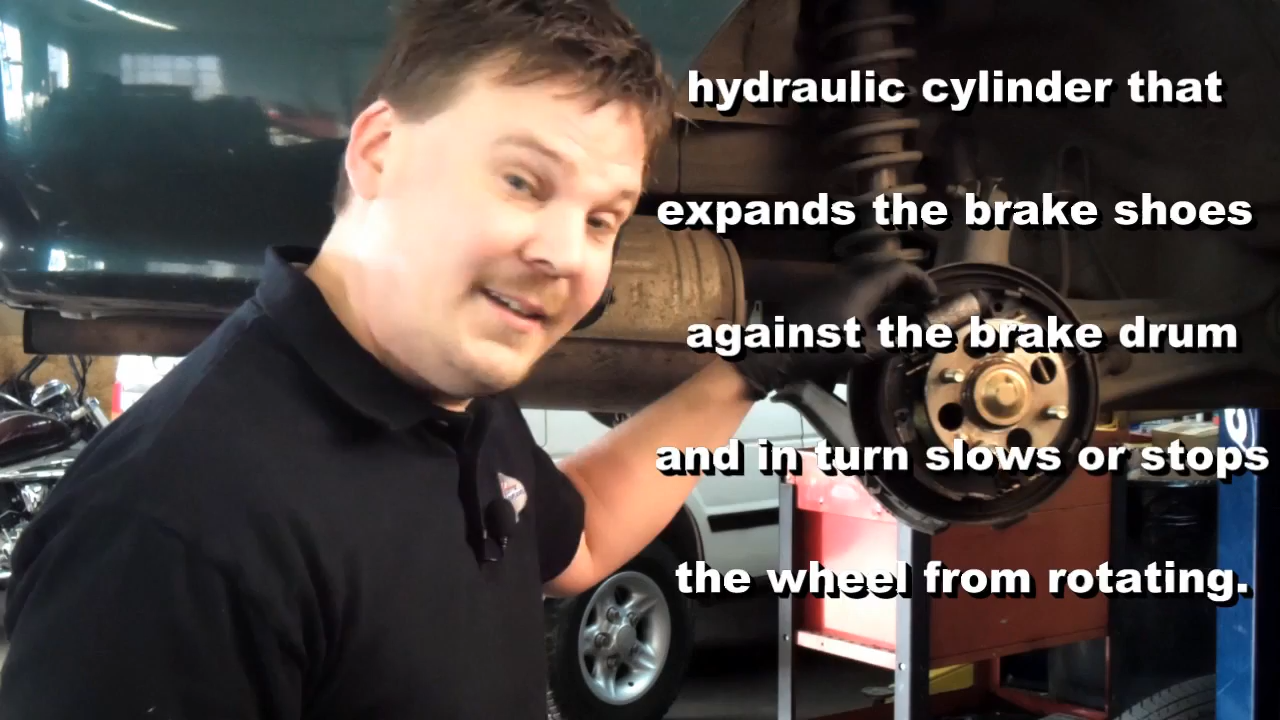 hydraulic cylinder that
expands the brake shoes
against the brake drum
and in turn slows or stops
the wheel from rotating.